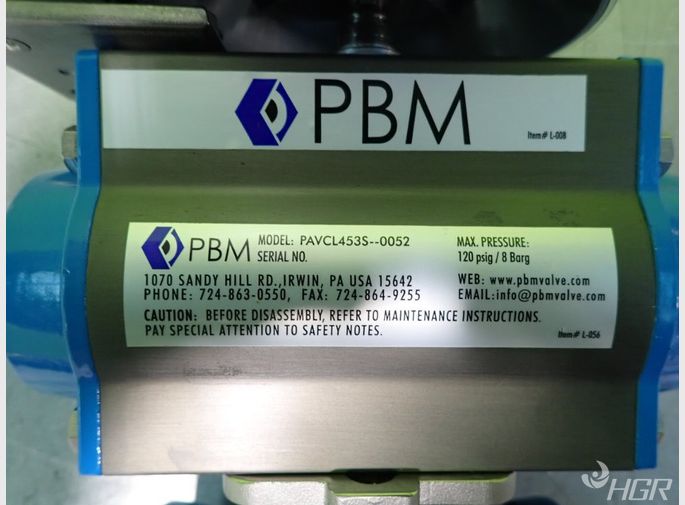 PBM
Item# L-008
PBM
MODEL: PAVCL453S--0052
SERIAL NO.
MAX. PRESSURE:
120 psig / 8 Barg
1070 SANDY HILL RD.,IRWIN, PA USA 15642
PHONE: 724-863-0550, FAX: 724-864-9255
WEB: www.pbmvalve.com
EMAIL:info@pbmvalve.com
CAUTION: BEFORE DISASSEMBLY, REFER TO MAINTENANCE INSTRUCTIONS.
PAY SPECIAL ATTENTION TO SAFETY NOTES.
Item# L-056
HGR